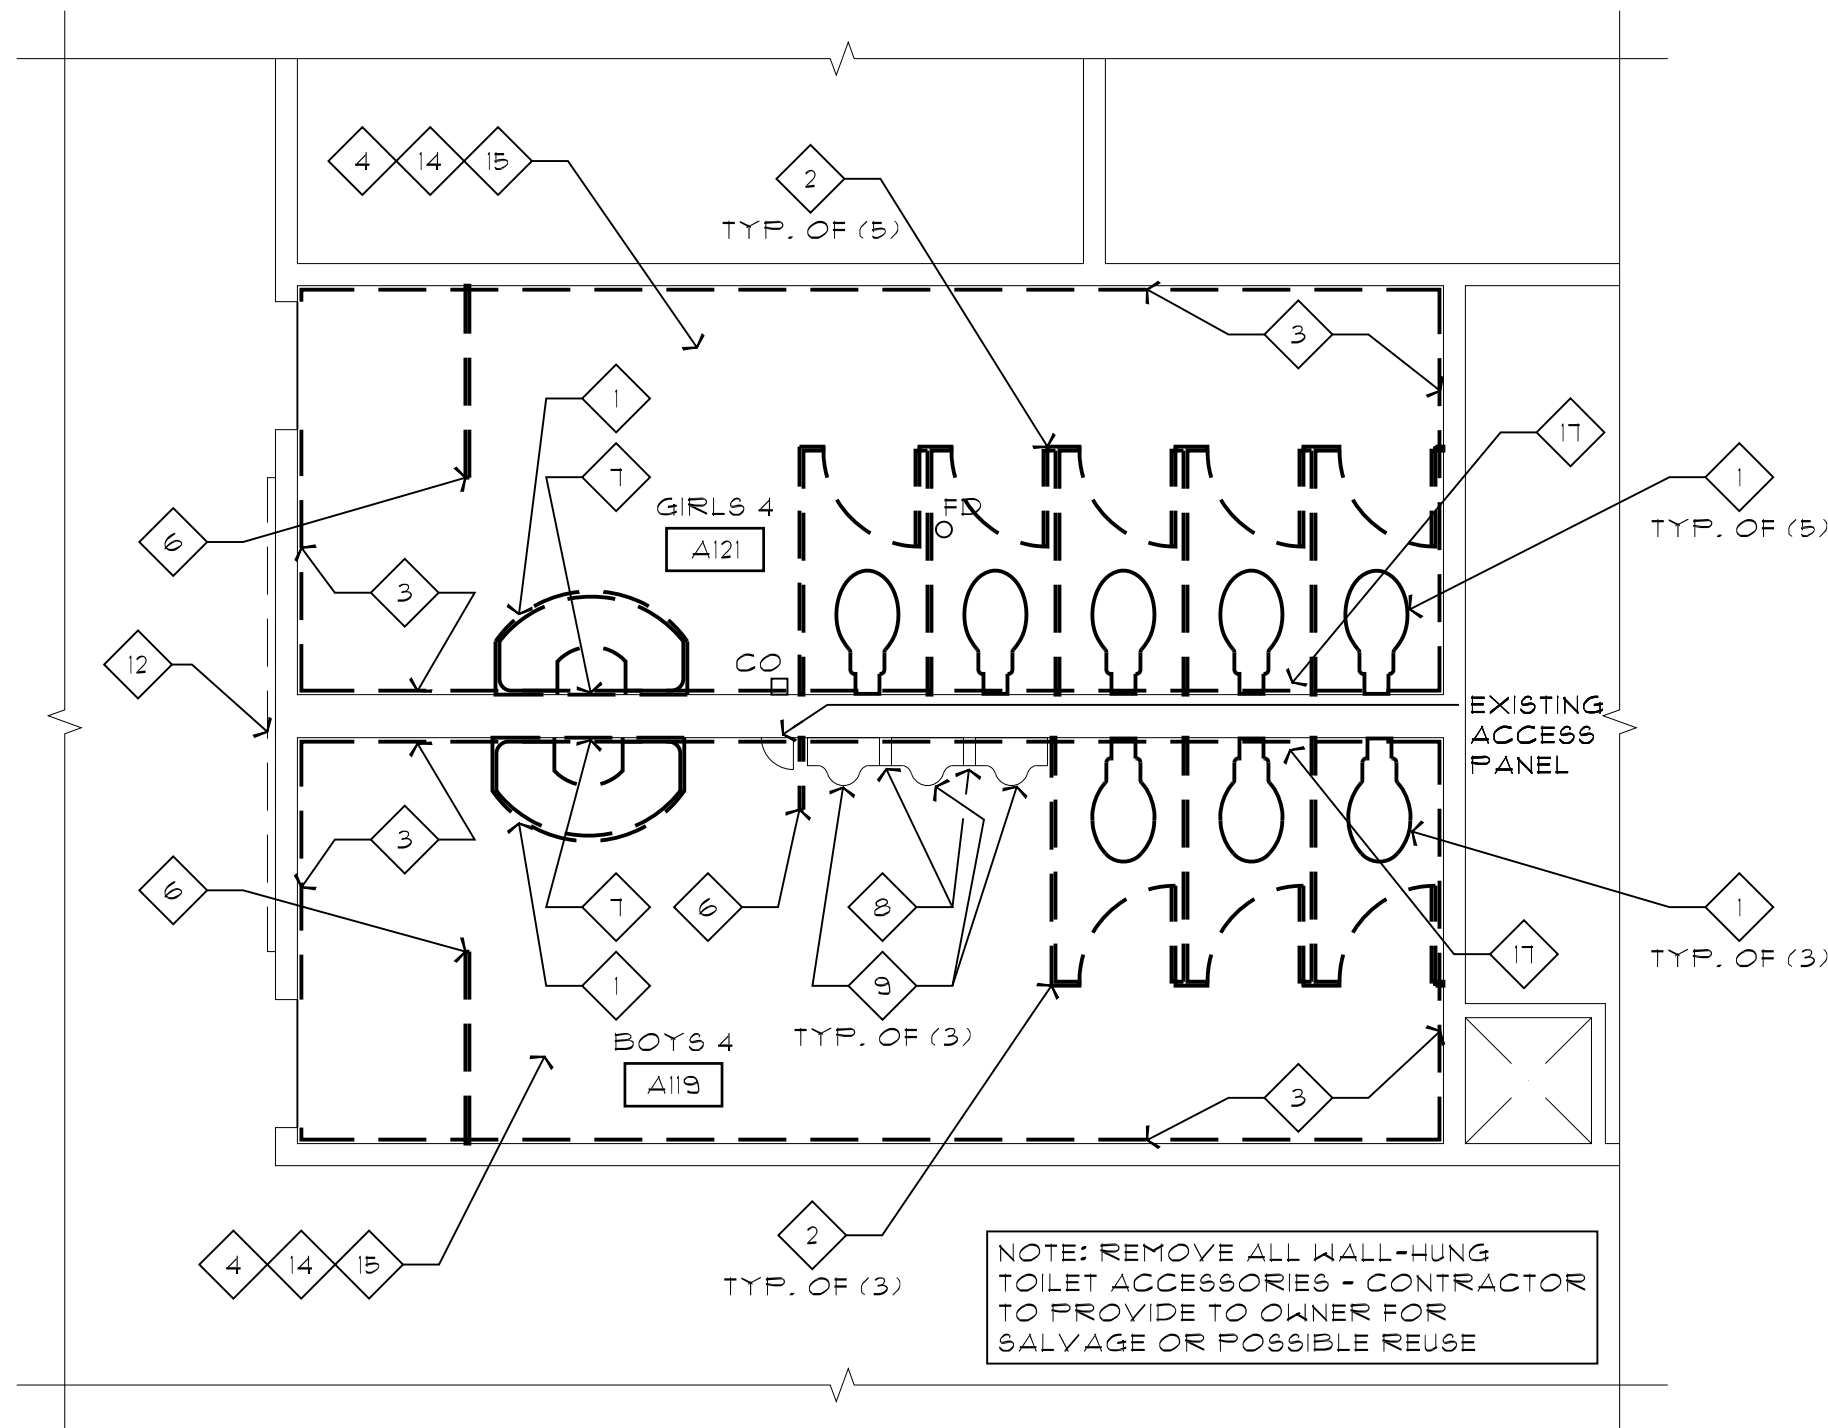 4 14 15
2
TYP. OF (5)
3
1
17
7
1
GIRLS 4
FD
TYP. OF (5)
A121
6
3
12
CO
EXISTING
ACCESS
PANEL
3
6
7
6
8
1
17
TYP. OF (3)
1
9
BOYS 4
TYP. OF (3)
A119
3
2
4 14 15
TYP. OF (3)
NOTE: REMOVE ALL WALL-HUNG
TOILET ACCESSORIES - CONTRACTOR
TO PROVIDE TO OWNER FOR
SALVAGE OR POSSIBLE REUSE